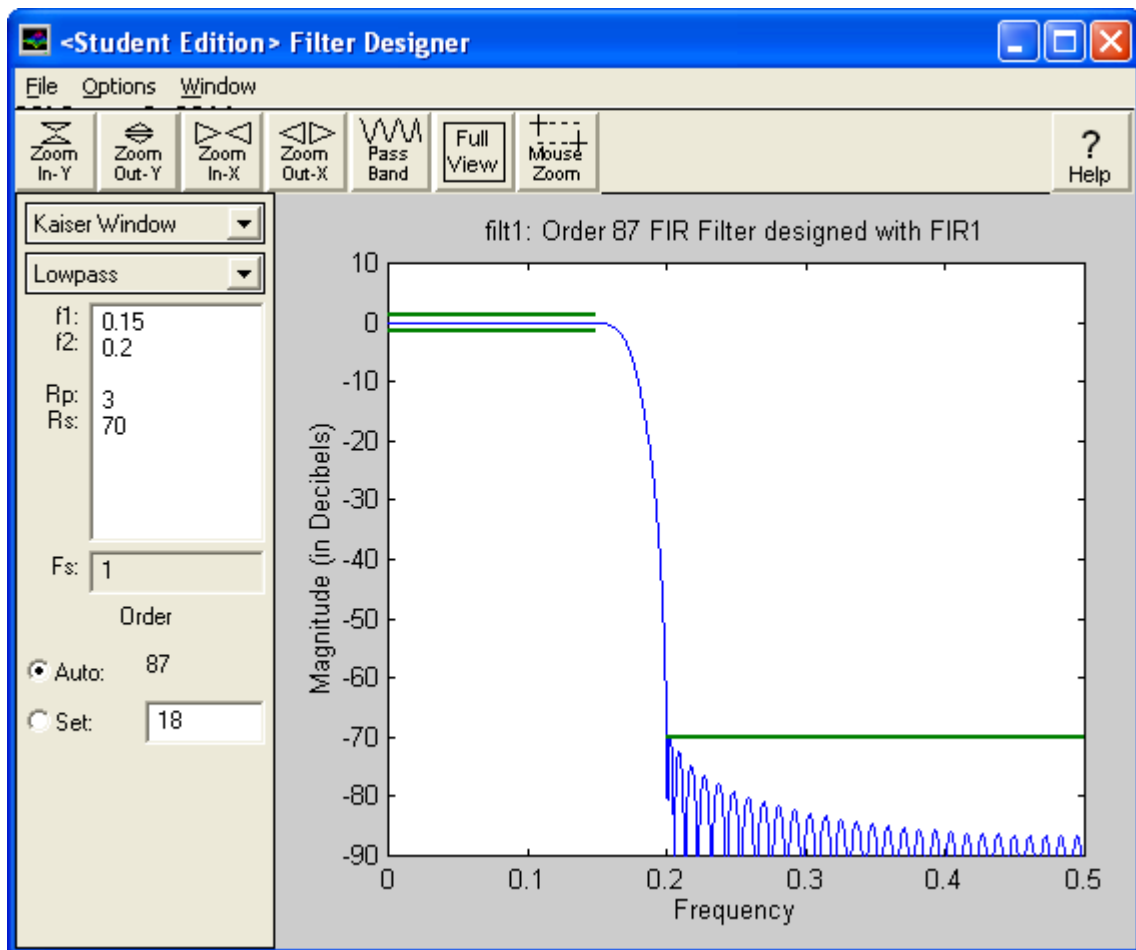 <Student Edition> Filter Designer
File Options Window
Zoom In-Y
Zoom Out-Y
Zoom In-X
Zoom Out-X
Pass Band
Full View
Mouse Zoom
? Help
Kaiser Window
Lowpass
f1: 0.15
f2: 0.2
Rp: 3
Rs: 70
Fs: 1
Order
Auto: 87
Set: 18
filt1: Order 87 FIR Filter designed with FIR1
Magnitude (in Decibels)
10
0
-10
-20
-30
-40
-50
-60
-70
-80
-90
0 0.1 0.2 0.3 0.4 0.5
Frequency